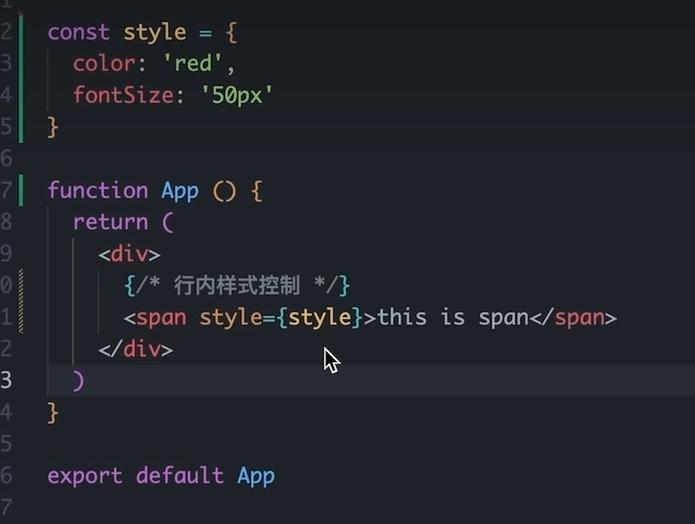 2 const style = {
3 color: 'red',
4 fontSize: '50px'
5 }
6
7 function App () {
8 return (
9 <div>
0 {/* 行内样式控制 */}
1 <span style={style}>this is span</span>
2 </div>
3 )
4 }
5
6 export default App
7